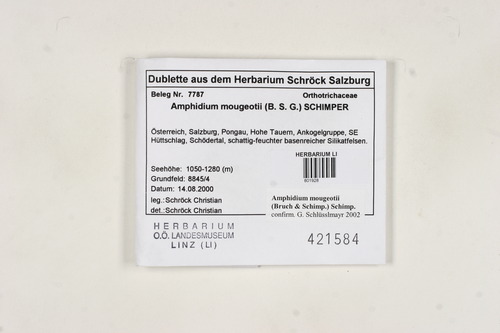 Dublette aus dem Herbarium Schröck Salzburg
Beleg Nr. 7787 Orthotrichaceae
Amphidium mougeotii (B. S. G.) SCHIMPER
Österreich, Salzburg, Pongau, Hohe Tauern, Ankogelgruppe, SE
Hüttschlag, Schödertal, schattig-feuchter basenreicher Silikatfelsen.
HERBARIUM LI
Seehöhe: 1050-1280 (m)
Grundfeld: 8845/4
Datum: 14.08.2000
leg.:Schröck Christian
det.:Schröck Christian
Amphidium mougeotii
(Bruch & Schimp.) Schimp.
confirm. G. Schlüsslmayr 2002
HERBARIUM
O.Ö. LANDESMUSEUM
LINZ (LI)
421584